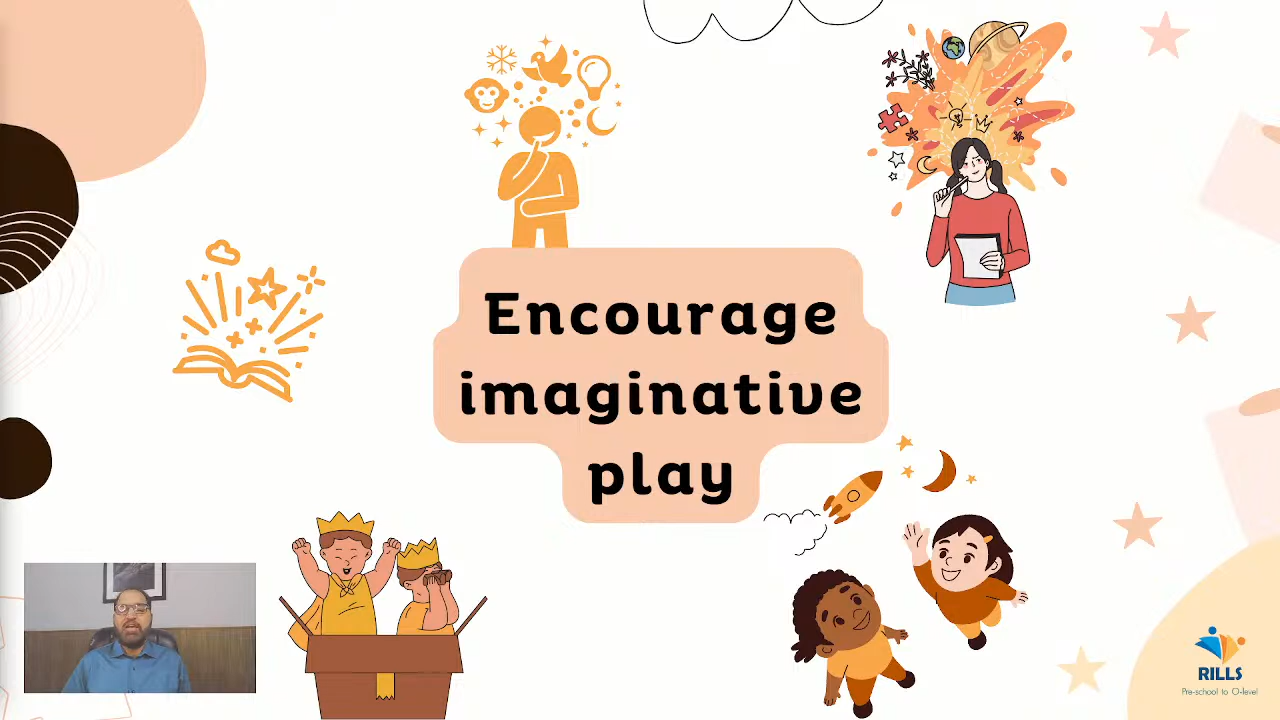 Encourage
imaginative
play
RILLS
Pre-school to O-level